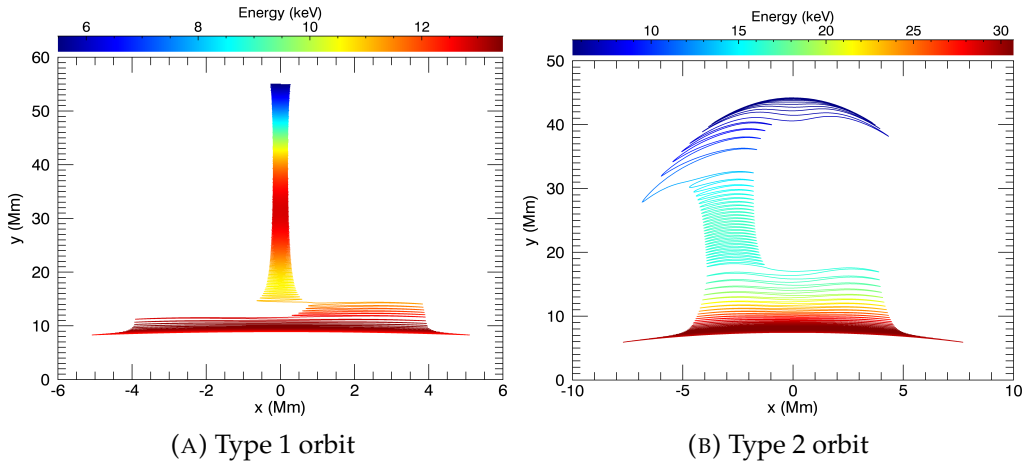 Energy (keV)
6 8 10 12
60
50
40
30
20
10
0
y (Mm)
-6 -4 -2 0 2 4 6
x (Mm)
(A) Type 1 orbit
Energy (keV)
10 15 20 25 30
50
40
30
20
10
0
y (Mm)
-10 -5 0 5 10
x (Mm)
(B) Type 2 orbit